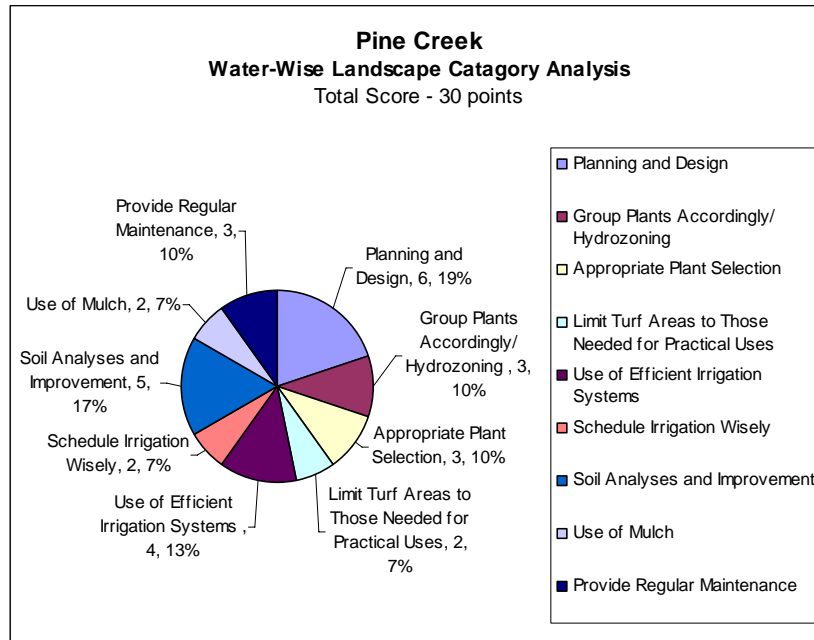 Pine Creek
Water-Wise Landscape Catagory Analysis
Total Score - 30 points
Provide Regular
Maintenance, 3,
10%
Planning and
Design, 6, 19%
Use of Mulch, 2, 7%
Group Plants
Accordingly/
Hydrozoning , 3,
10%
Soil Analyses and
Improvement, 5,
17%
Appropriate Plant
Selection, 3, 10%
Schedule Irrigation
Wisely, 2, 7%
Limit Turf Areas to
Those Needed for
Practical Uses, 2,
7%
Use of Efficient
Irrigation Systems ,
4, 13%
Planning and Design
Group Plants Accordingly/
Hydrozoning
Appropriate Plant Selection
Limit Turf Areas to Those
Needed for Practical Uses
Use of Efficient Irrigation
Systems
Schedule Irrigation Wisely
Soil Analyses and Improvement
Use of Mulch
Provide Regular Maintenance